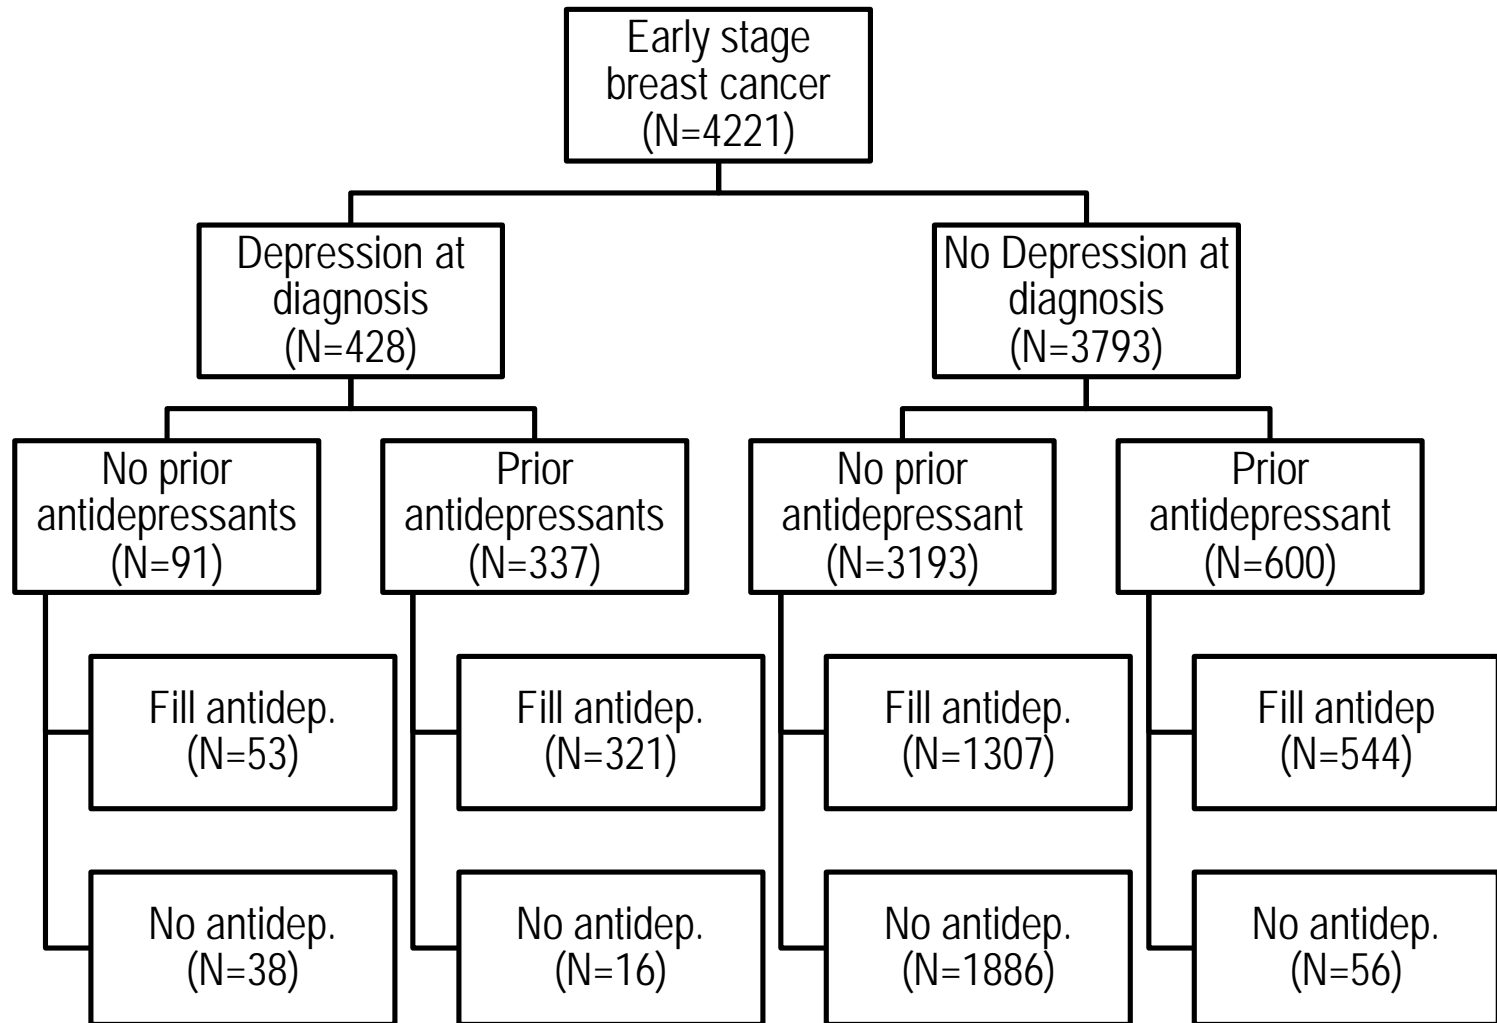 Early stage
breast cancer
(N=4221)
Depression at
diagnosis
(N=428)
No Depression at
diagnosis
(N=3793)
No prior
antidepressants
(N=91)
Prior
antidepressants
(N=337)
No prior
antidepressant
(N=3193)
Prior
antidepressant
(N=600)
Fill antidep.
(N=53)
Fill antidep.
(N=321)
Fill antidep.
(N=1307)
Fill antidep
(N=544)
No antidep.
(N=38)
No antidep.
(N=16)
No antidep.
(N=1886)
No antidep.
(N=56)